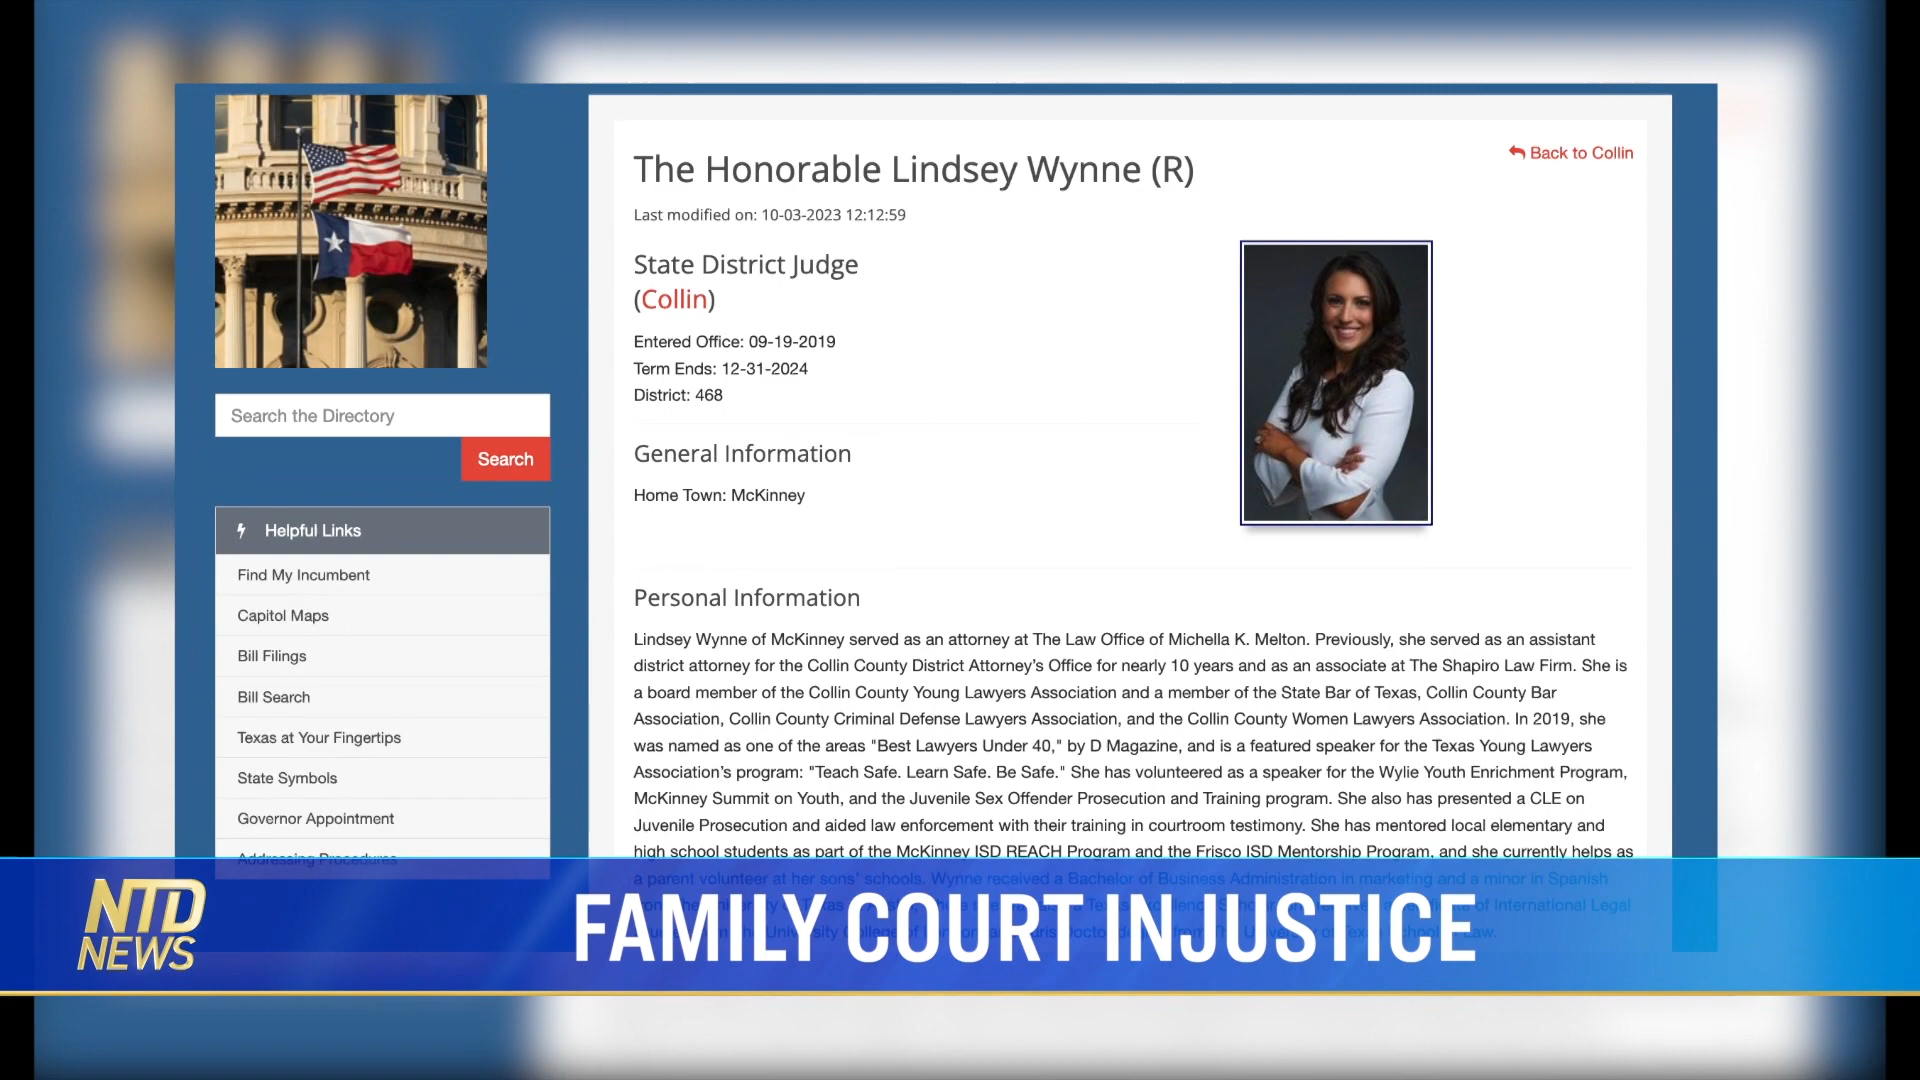 The Honorable Lindsey Wynne (R)
Back to Collin
Last modified on: 10-03-2023 12:12:59
State District Judge
(Collin)
Entered Office: 09-19-2019
Term Ends: 12-31-2024
District: 468
General Information
Home Town: McKinney
Search the Directory
Search
Helpful Links
Find My Incumbent
Capitol Maps
Bill Filings
Bill Search
Texas at Your Fingertips
State Symbols
Governor Appointment
Addressing Procedures
Personal Information
Lindsey Wynne of McKinney served as an attorney at The Law Office of Michella K. Melton. Previously, she served as an assistant
district attorney for the Collin County District Attorney's Office for nearly 10 years and as an associate at The Shapiro Law Firm. She is
a board member of the Collin County Young Lawyers Association and a member of the State Bar of Texas, Collin County Bar
Association, Collin County Criminal Defense Lawyers Association, and the Collin County Women Lawyers Association. In 2019, she
was named as one of the areas "Best Lawyers Under 40," by D Magazine, and is a featured speaker for the Texas Young Lawyers
Association's program: "Teach Safe. Learn Safe. Be Safe." She has volunteered as a speaker for the Wylie Youth Enrichment Program,
McKinney Summit on Youth, and the Juvenile Sex Offender Prosecution and Training program. She also has presented a CLE on
Juvenile Prosecution and aided law enforcement with their training in courtroom testimony. She has mentored local elementary and
high school students as part of the McKinney ISD REACH Program and the Frisco ISD Mentorship Program, and she currently helps as
a parent volunteer at her sons' schools. Wynne received a Bachelor of Business Administration in marketing and a minor in Spanish
of International Legal
Law.
NTD
NEWS
FAMILY COURT INJUSTICE